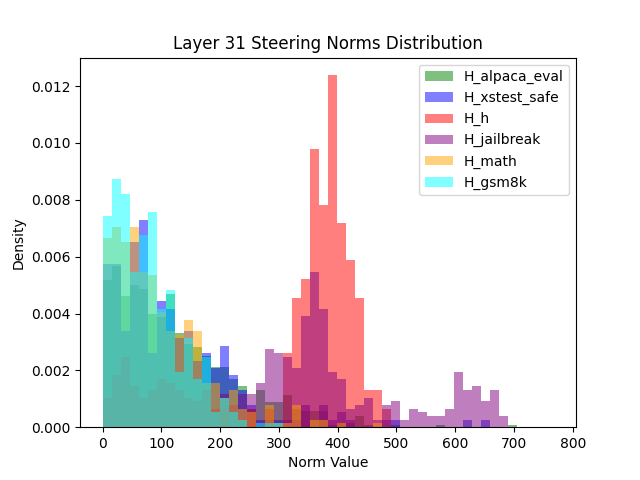 Layer 31 Steering Norms Distribution
H_alpaca_eval
H_xstest_safe
H_h
H_jailbreak
H_math
H_gsm8k
Density
0.012
0.010
0.008
0.006
0.004
0.002
0.000
0 100 200 300 400 500 600 700 800
Norm Value